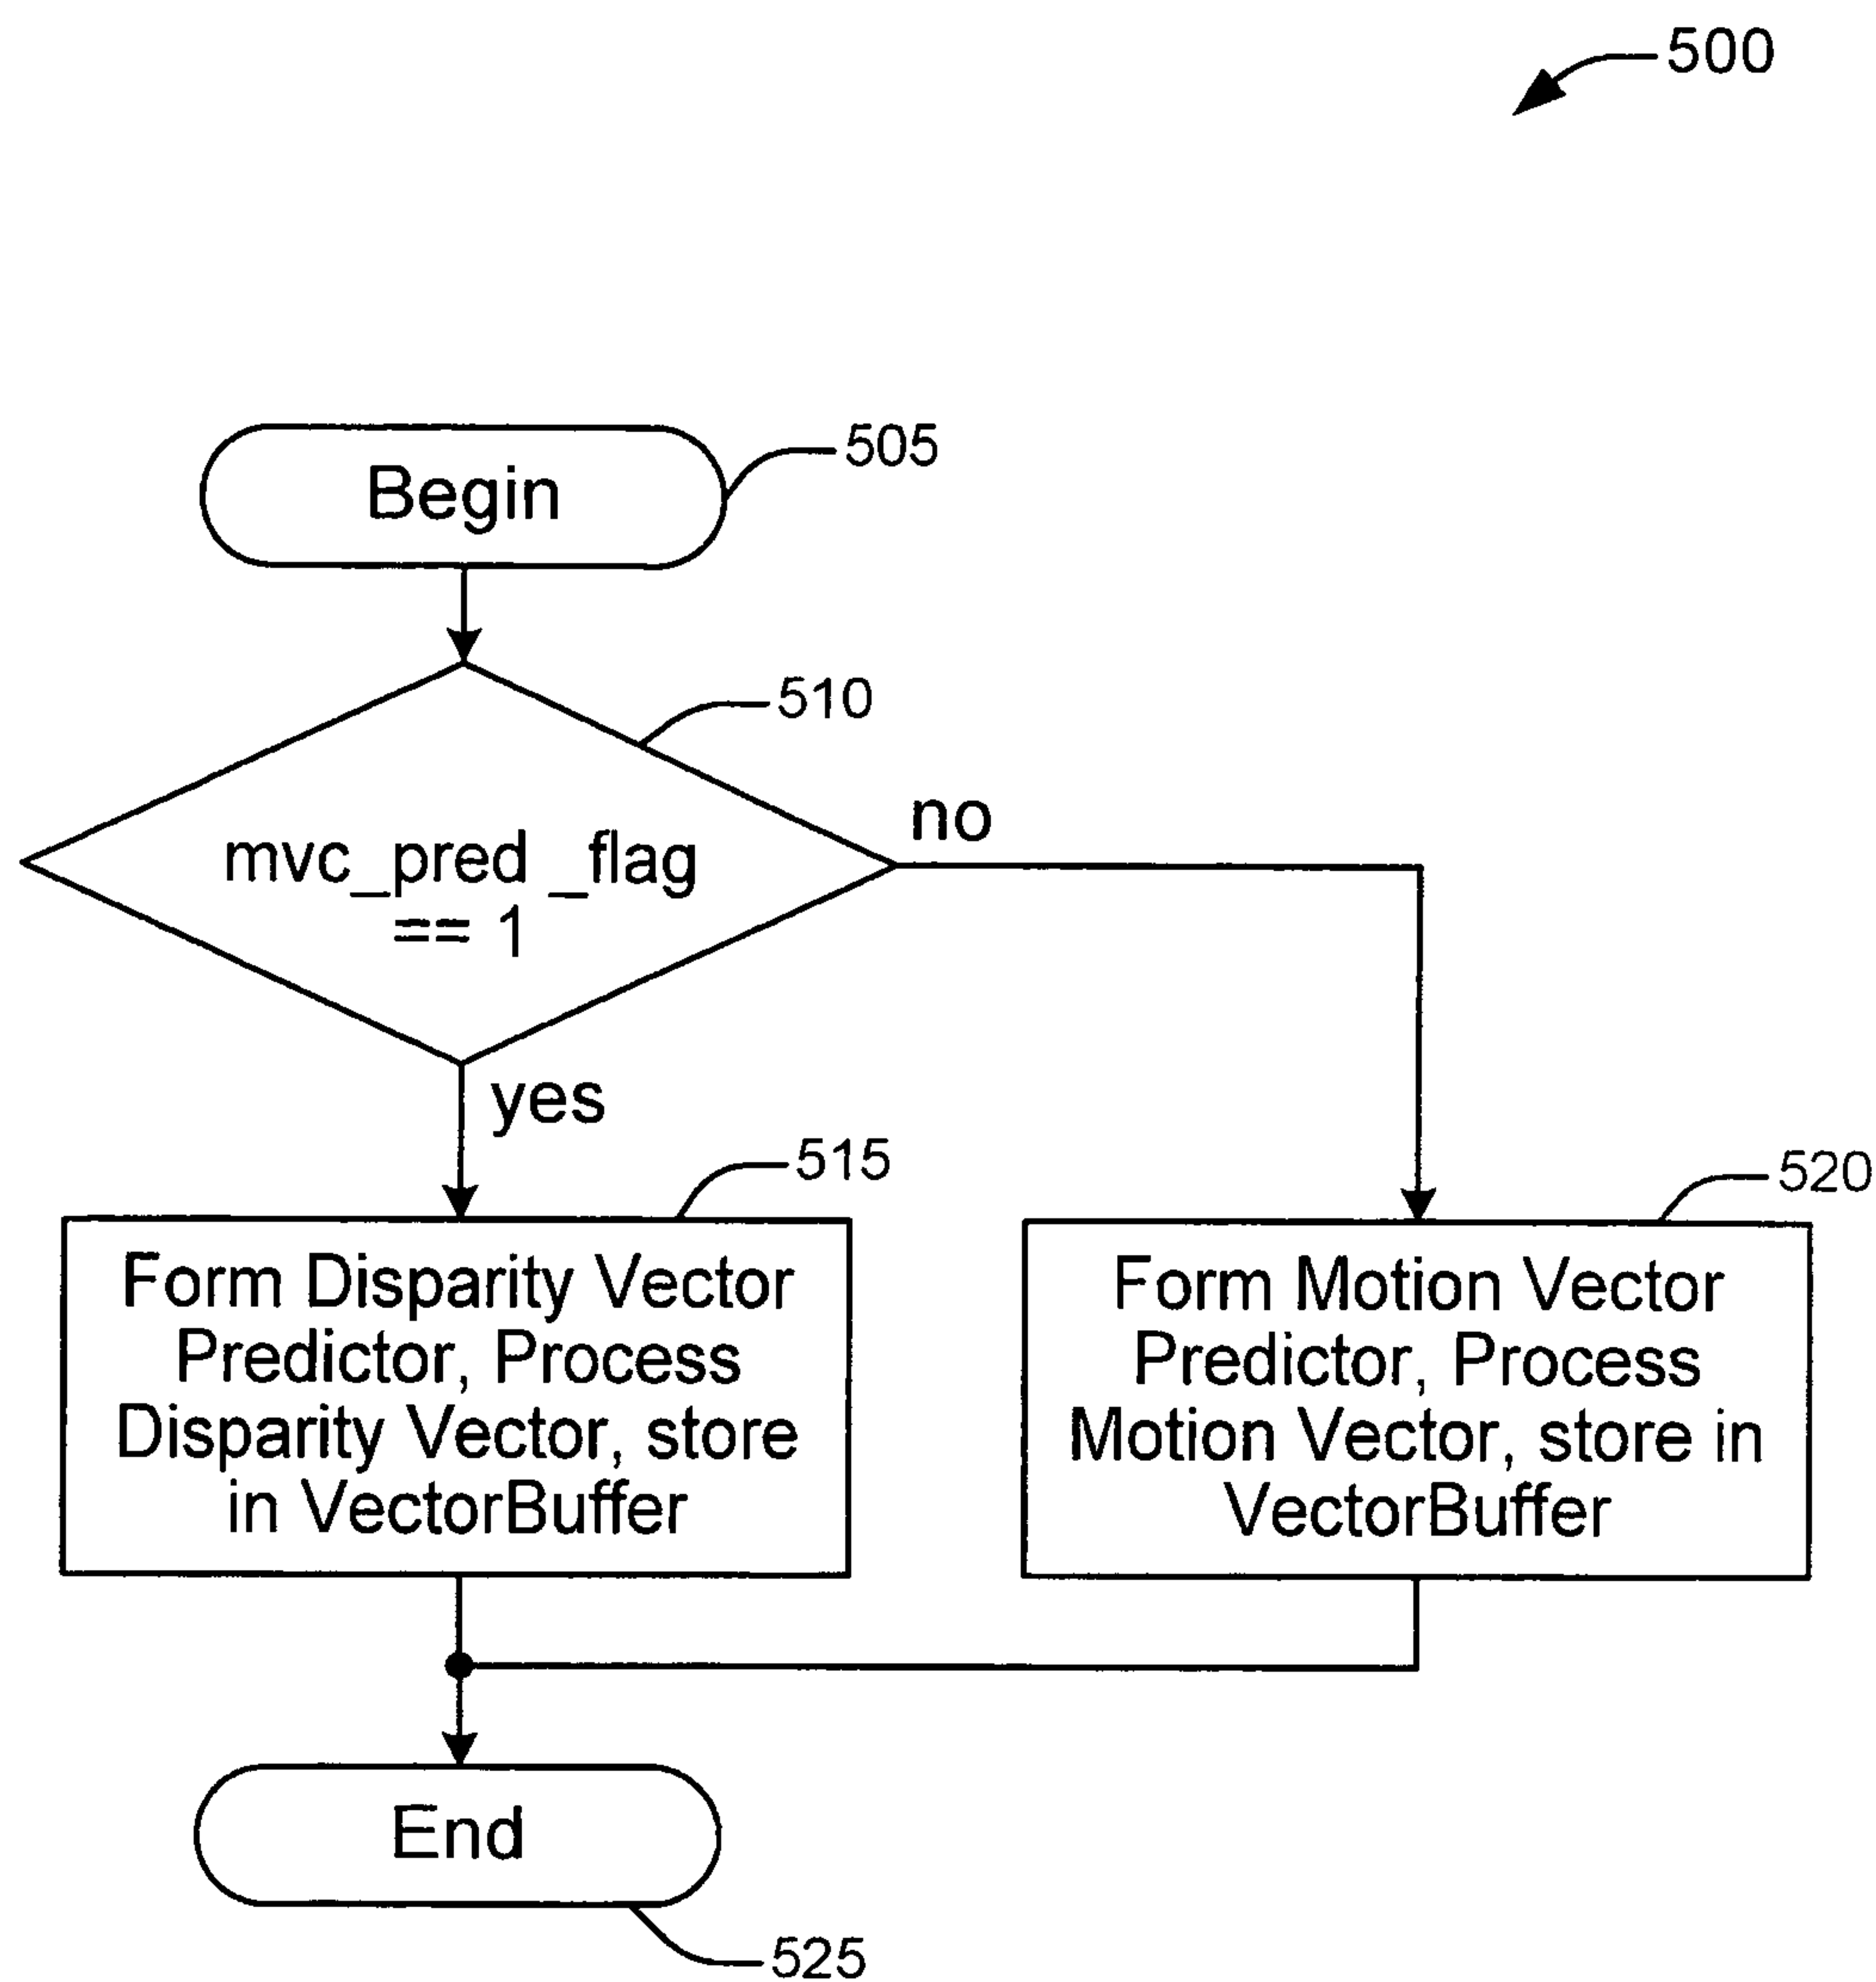 500
Begin
505
510
mvc_pred _flag
== 1
no
yes
515
Form Disparity Vector
Predictor, Process
Disparity Vector, store
in VectorBuffer
520
Form Motion Vector
Predictor, Process
Motion Vector, store in
VectorBuffer
End
525